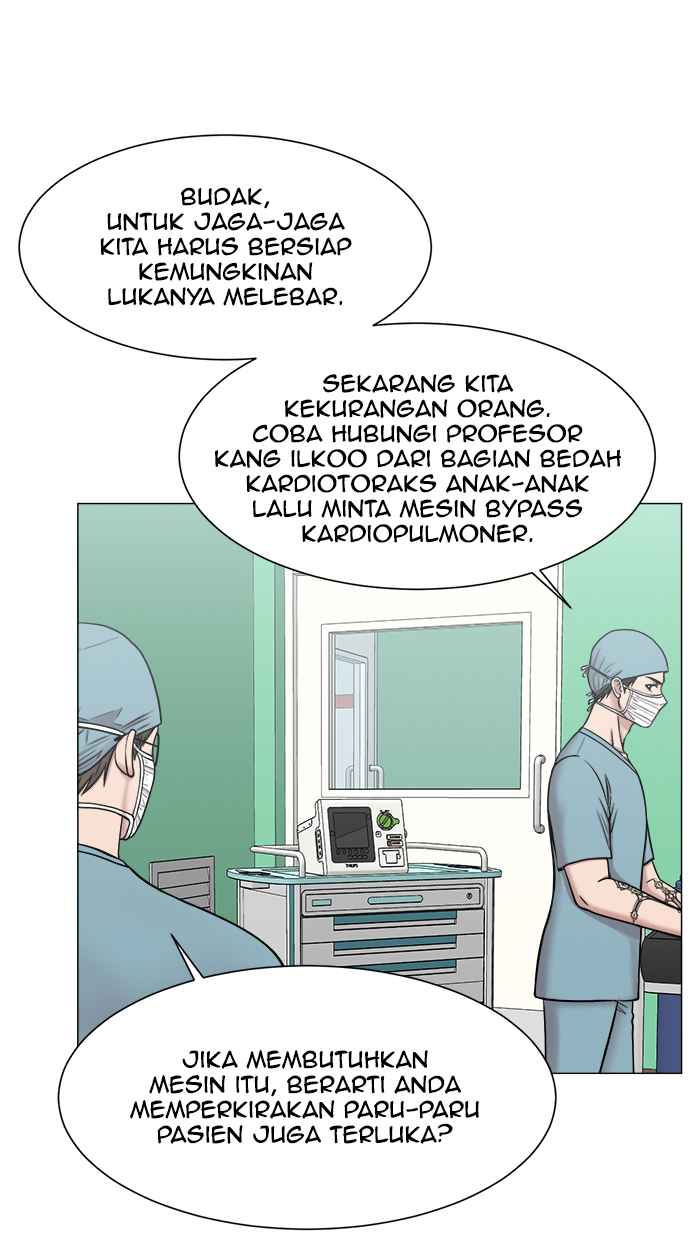 BUDAK,
UNTUK JAGA-JAGA
KITA HARUS BERSIAP
KEMUNGKINAN
LUKANYA MELEBAR.
SEKARANG KITA
KEKURANGAN ORANG.
COBA HUBUNGI PROFESOR
KANG ILKOO DARI BAGIAN BEDAH
KARDIOTORAKS ANAK-ANAK
LALU MINTA MESIN BYPASS
KARDIOPULMONER.
JIKA MEMBUTUHKAN
MESIN ITU, BERARTI ANDA
MEMPERKIRAKAN PARU-PARU
PASIEN JUGA TERLUKA?